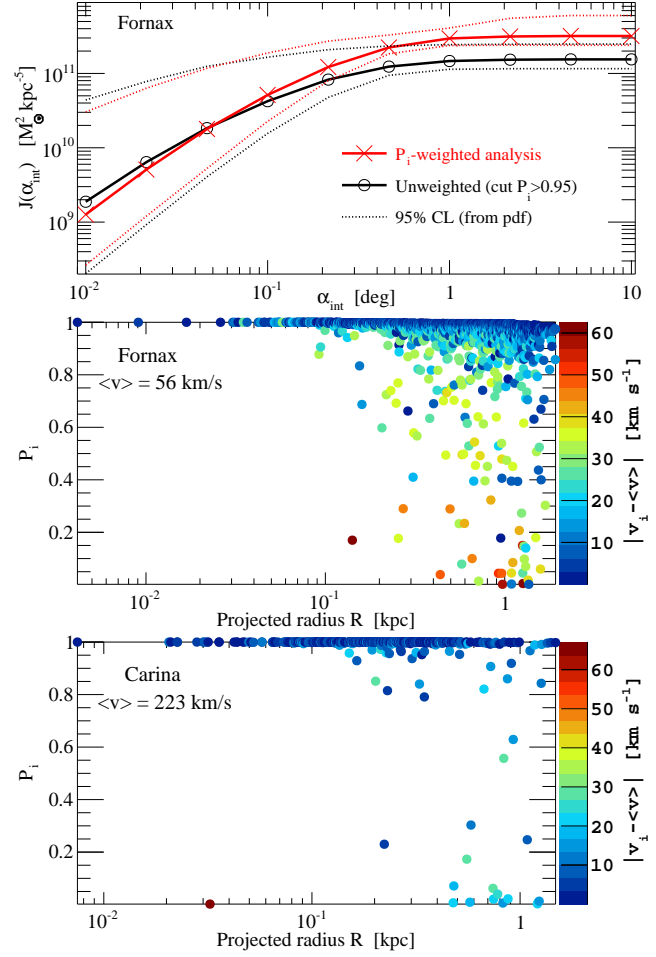 Fornax
J(α_int) [M²☉ kpc⁻⁵]
10¹¹
10¹⁰
10⁹
P_i-weighted analysis
Unweighted (cut P_i>0.95)
95% CL (from pdf)
10⁻² 10⁻¹ 1 10
α_int [deg]
Fornax
<v> = 56 km/s
P_i
1
0.8
0.6
0.4
0.2
10⁻² 10⁻¹ 1
Projected radius R [kpc]
60
50
40
30
20
10
|v_i-<v>| [km s⁻¹]
Carina
<v> = 223 km/s
P_i
1
0.8
0.6
0.4
0.2
10⁻² 10⁻¹ 1
Projected radius R [kpc]
60
50
40
30
20
10
|v_i-<v>| [km s⁻¹]